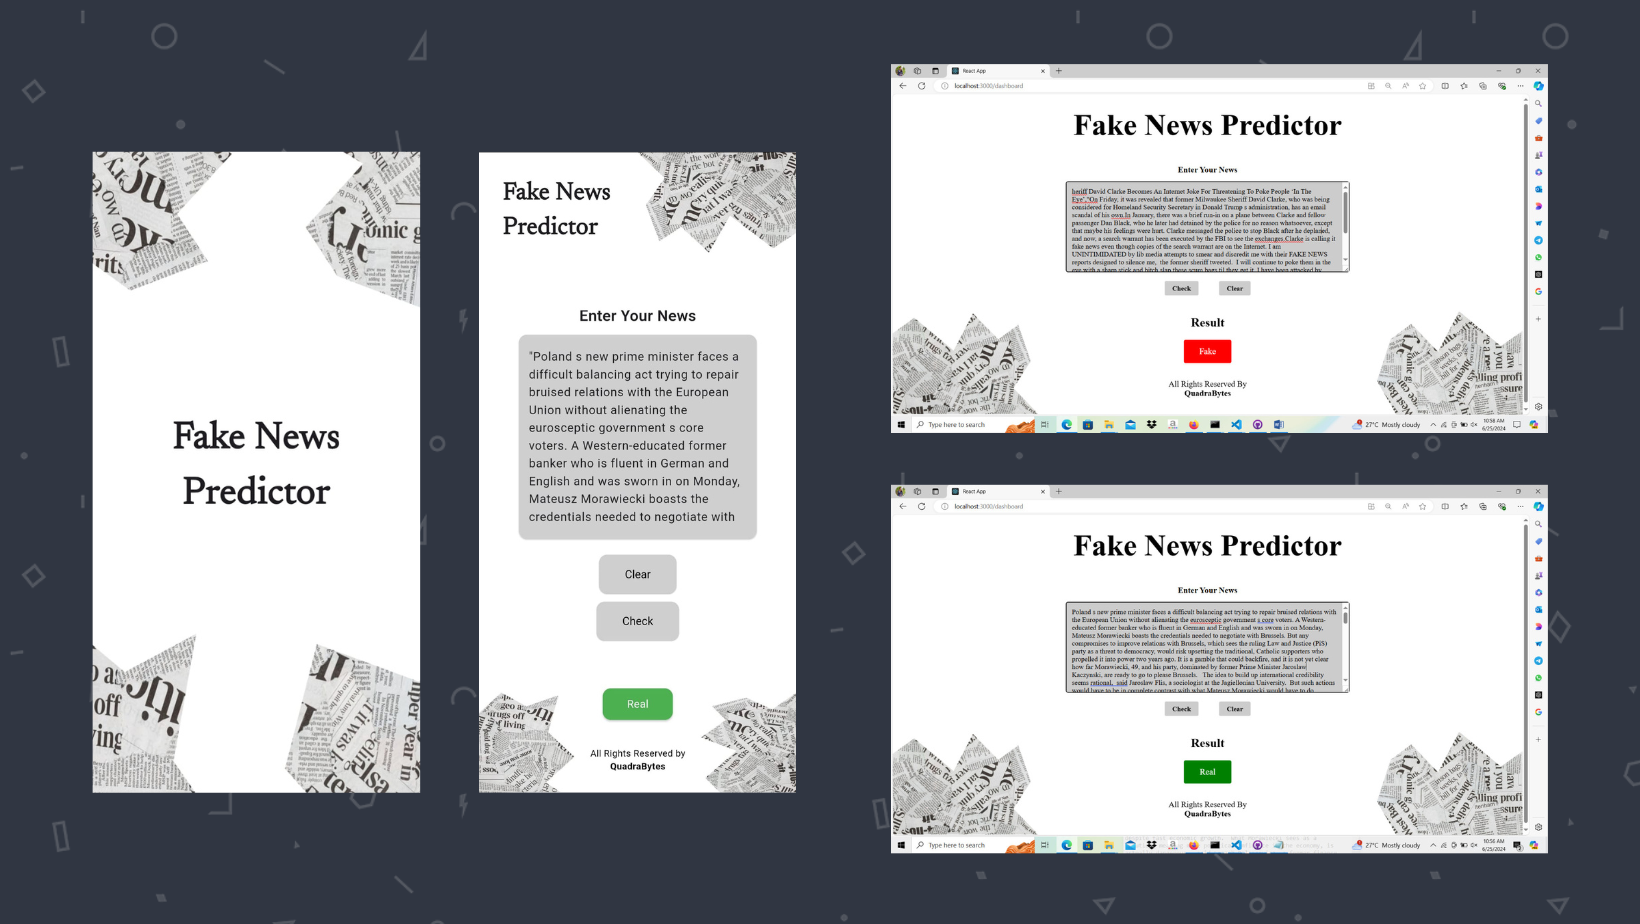 Fake News
Predictor
Fake News
Predictor
Enter Your News
"Poland s new prime minister faces a
difficult balancing act trying to repair
bruised relations with the European
Union without alienating the
eurosceptic government s core
voters. A Western-educated former
banker who is fluent in German and
English and was sworn in on Monday,
Mateusz Morawiecki boasts the
credentials needed to negotiate with
Clear
Check
Real
All Rights Reserved by
QuadraBytes
React App
localhost:3000/dashboard
Fake News Predictor
Enter Your News
heriff David Clarke Becomes An Internet Joke For Threatening To Poke People 'In The
Eye',"On Friday, it was revealed that former Milwaukee Sheriff David Clarke, who was being
considered for Homeland Security Secretary in Donald Trump s administration, has an email
scandal of his own.In January, there was a brief run-in on a plane between Clarke and fellow
passenger Dan Black, who he later had detained by the police for no reason whatsoever, except
that maybe his feelings were hurt. Clarke messaged the police to stop Black after he deplaned,
and now, a search warrant has been executed by the FBI to see the exchanges.Clarke is calling it
fake news even though copies of the search warrant are on the Internet. I am
UNINTIMIDATED by lib media attempts to smear and discredit me with their FAKE NEWS
reports designed to silence me, the former sheriff tweeted. I will continue to poke them in the
eye with a sharp stick and bitch slap these scum bags til they get it. I have been attacked by
Check
Clear
Result
Fake
All Rights Reserved By
QuadraBytes
Type here to search
27°C Mostly cloudy
10:58 AM
6/25/2024
React App
localhost:3000/dashboard
Fake News Predictor
Enter Your News
Poland s new prime minister faces a difficult balancing act trying to repair bruised relations with
the European Union without alienating the eurosceptic government s core voters. A Western-
educated former banker who is fluent in German and English and was sworn in on Monday,
Mateusz Morawiecki boasts the credentials needed to negotiate with Brussels. But any
compromises to improve relations with Brussels, which sees the ruling Law and Justice (PiS)
party as a threat to democracy, would risk upsetting the traditional, Catholic supporters who
propelled it into power two years ago. It is a gamble that could backfire, and it is not yet clear
how far Morawiecki, 49, and his party, dominated by former Prime Minister Jaroslaw
Kaczynski, are ready to go to please Brussels. The idea to build up international credibility
seems rational, said Jaroslaw Flis, a sociologist at the Jagiellonian University. But such actions
would have to be in complete contrast with what Mateusz Morawiecki would have to do
Check
Clear
Result
Real
All Rights Reserved By
QuadraBytes
Type here to search
27°C Mostly cloudy
10:56 AM
6/25/2024